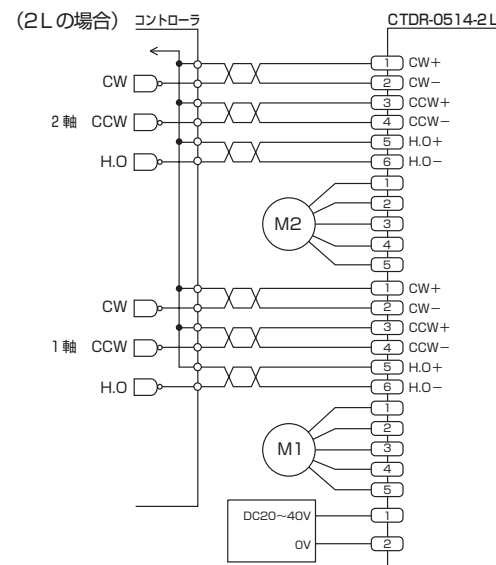 (2Lの場合) コントローラ CTDR-0514-2L
1 CW+
CW 2 CW−
3 CCW+
2軸 CCW 4 CCW−
5 H.O+
H.O 6 H.O−
1
2
M2 3
4
5
1 CW+
CW 2 CW−
3 CCW+
1軸 CCW 4 CCW−
5 H.O+
H.O 6 H.O−
1
2
M1 3
4
5
DC20~40V 1
0V 2